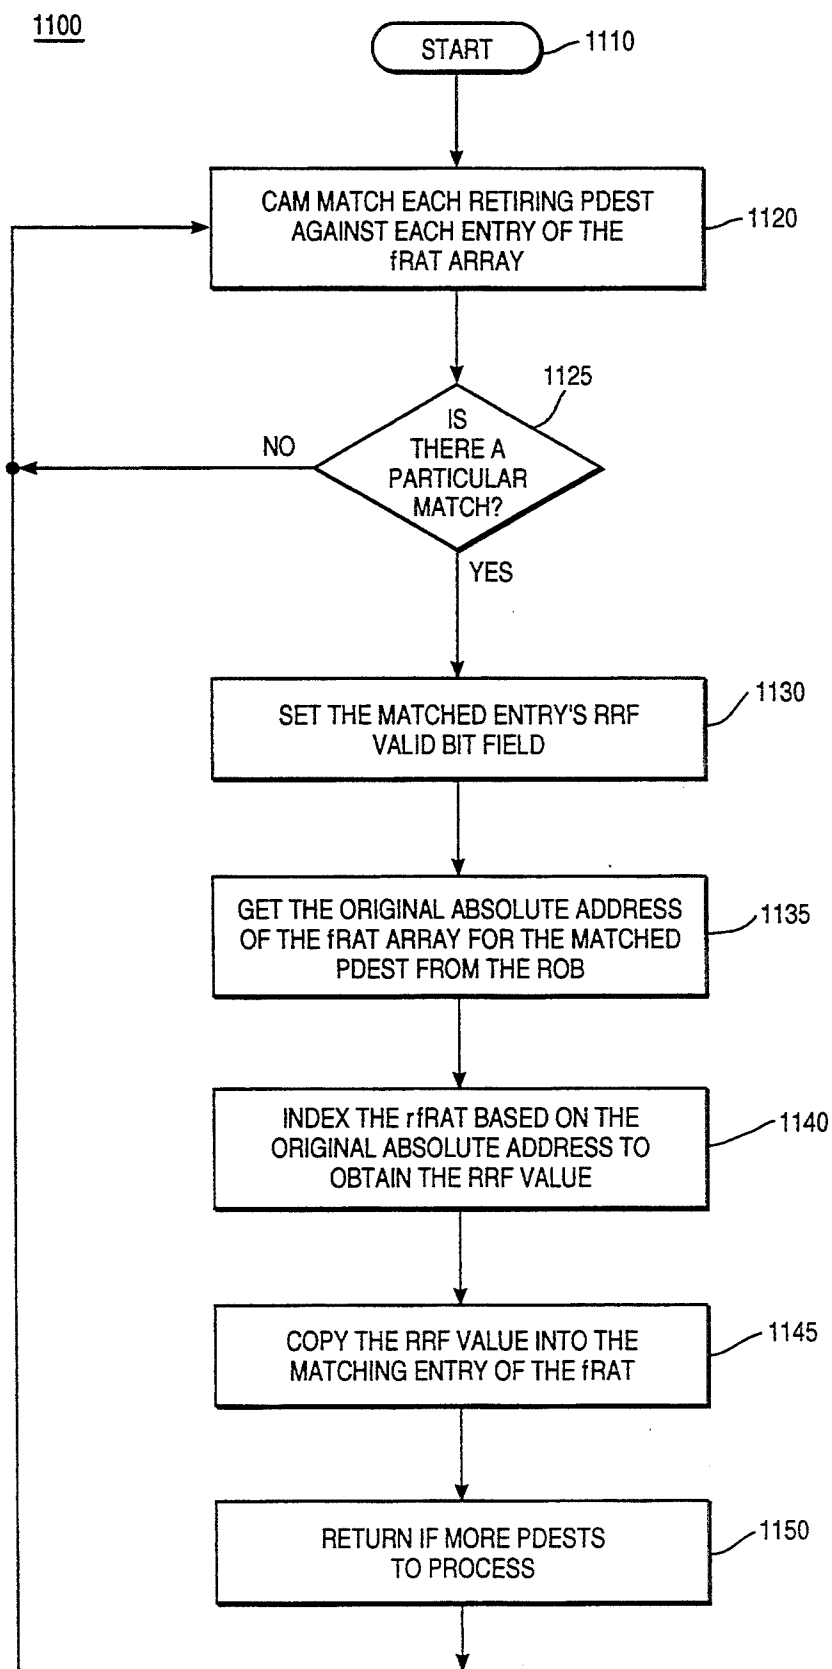 1100
START
1110
CAM MATCH EACH RETIRING PDEST
AGAINST EACH ENTRY OF THE
fRAT ARRAY
1120
1125
IS
THERE A
PARTICULAR
MATCH?
NO
YES
SET THE MATCHED ENTRY'S RRF
VALID BIT FIELD
1130
GET THE ORIGINAL ABSOLUTE ADDRESS
OF THE fRAT ARRAY FOR THE MATCHED
PDEST FROM THE ROB
1135
INDEX THE rfRAT BASED ON THE
ORIGINAL ABSOLUTE ADDRESS TO
OBTAIN THE RRF VALUE
1140
COPY THE RRF VALUE INTO THE
MATCHING ENTRY OF THE fRAT
1145
RETURN IF MORE PDESTS
TO PROCESS
1150